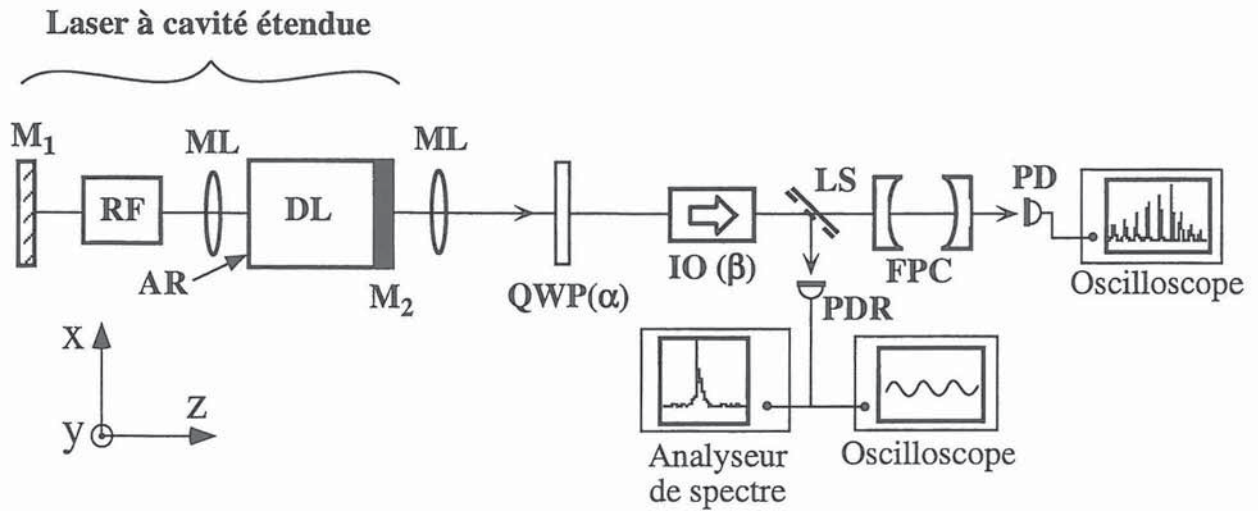 Laser à cavité étendue
M1
ML
ML
RF
DL
LS
PD
AR
M2
QWP(α)
IO (β)
FPC
Oscilloscope
PDR
x
y
z
Analyseur
de spectre
Oscilloscope